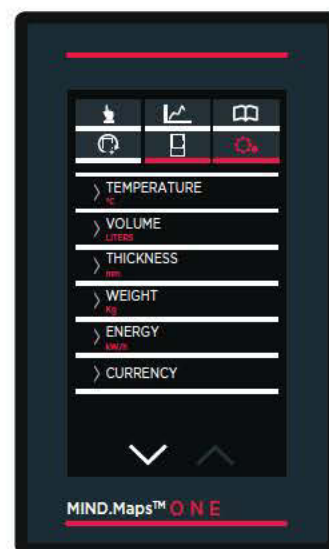 TEMPERATURE
°C
VOLUME
LITERS
THICKNESS
mm
WEIGHT
Kg
ENERGY
kW/h
CURRENCY
MIND.Maps™ ONE